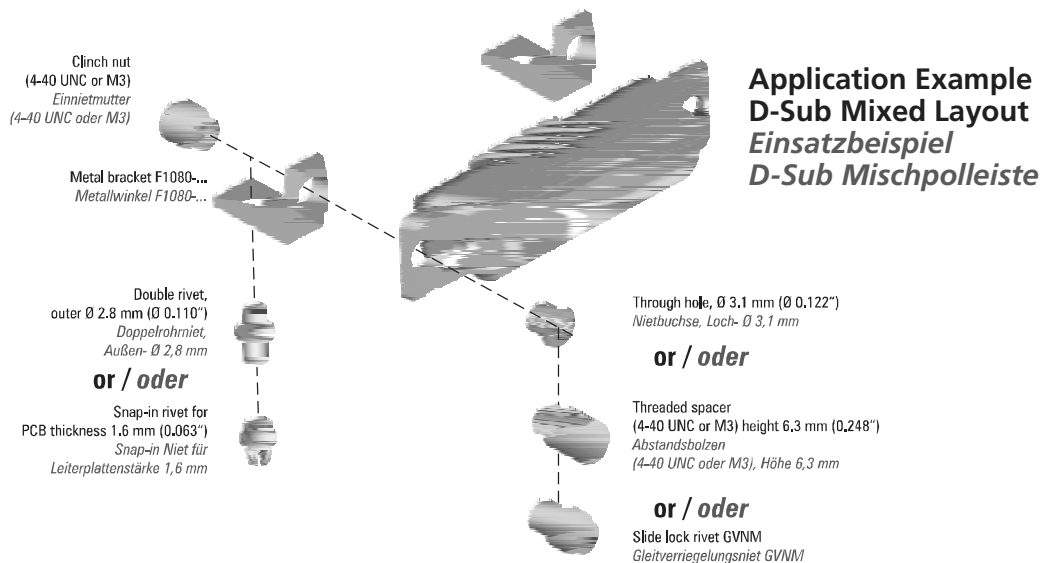 Application Example
D-Sub Mixed Layout
Einsatzbeispiel
D-Sub Mischpolleiste
Clinch nut
(4-40 UNC or M3)
Einnietmutter
(4-40 UNC oder M3)
Metal bracket F1080-...
Metallwinkel F1080-...
Double rivet,
outer Ø 2.8 mm (Ø 0.110“)
Doppelrohrniet,
Außen- Ø 2,8 mm
or / oder
Snap-in rivet for
PCB thickness 1.6 mm (0.063“)
Snap-in Niet für
Leiterplattenstärke 1,6 mm
Through hole, Ø 3.1 mm (Ø 0.122“)
Nietbuchse, Loch- Ø 3,1 mm
or / oder
Threaded spacer
(4-40 UNC or M3) height 6.3 mm (0.248“)
Abstandsbolzen
(4-40 UNC oder M3), Höhe 6,3 mm
or / oder
Slide lock rivet GVNM
Gleitverriegelungsniet GVNM